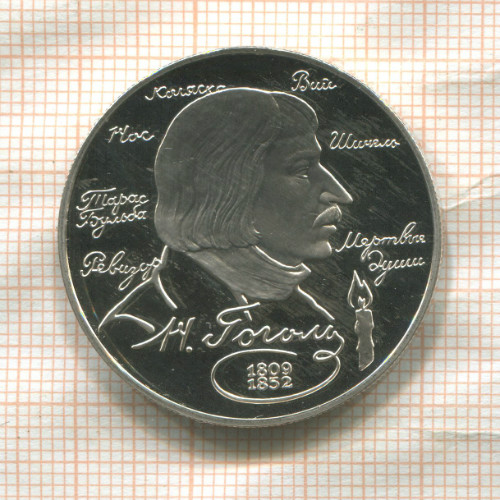 Коляска
Вий
Нос
Шинель
Тарас
Бульба
Мертвые
души
Ревизор
Н. Гоголь
1809
1852